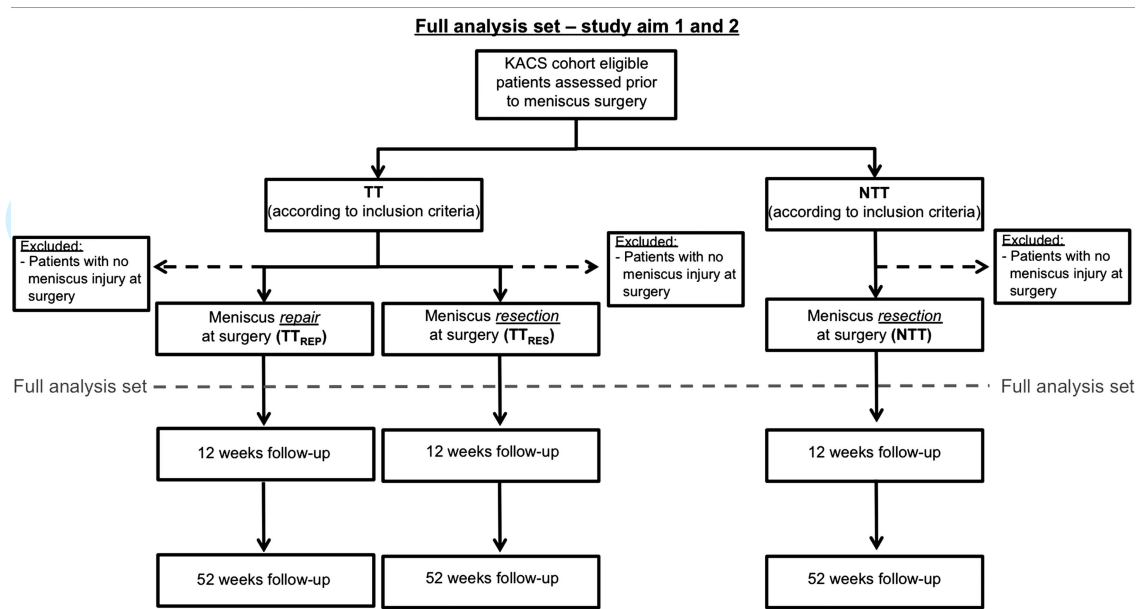 Full analysis set – study aim 1 and 2
KACS cohort eligible
patients assessed prior
to meniscus surgery
TT
(according to inclusion criteria)
NTT
(according to inclusion criteria)
Excluded:
- Patients with no
meniscus injury at
surgery
Excluded:
- Patients with no
meniscus injury at
surgery
Excluded:
- Patients with no
meniscus injury at
surgery
Meniscus repair
at surgery (TTREP)
Meniscus resection
at surgery (TTRES)
Meniscus resection
at surgery (NTT)
Full analysis set
Full analysis set
12 weeks follow-up
12 weeks follow-up
12 weeks follow-up
52 weeks follow-up
52 weeks follow-up
52 weeks follow-up